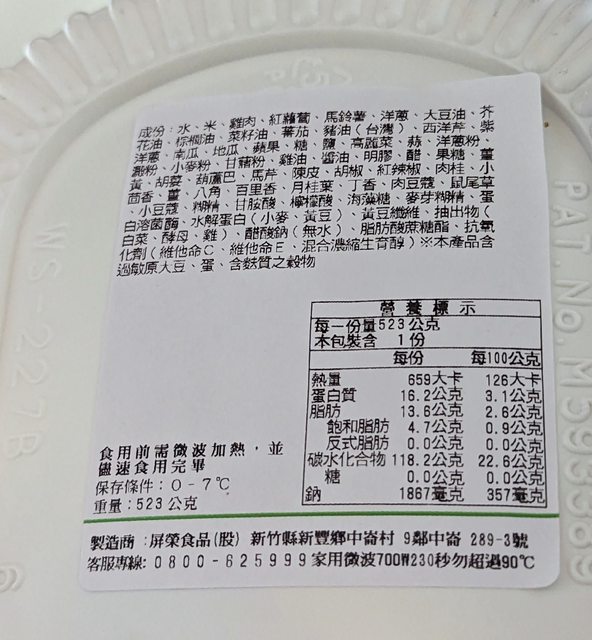 成份：水、米、雞肉、紅蘿蔔、馬鈴薯、洋蔥、大豆油、芥
花油、棕櫚油、菜籽油、蕃茄、豬油(台灣)、西洋芹、紫
洋蔥、南瓜、地瓜、蘋果、糖、鹽、高麗菜、蒜、洋蔥粉、
澱粉、小麥粉、甘藷粉、雞油、醬油、明膠、醋、果糖、薑
黃、胡荽、葫蘆巴、馬芹、陳皮、胡椒、紅辣椒、肉桂、小
茴香、薑、八角、百里香、月桂葉、丁香、肉豆蔻、鼠尾草
、小豆蔻、糊精、甘胺酸、檸檬酸、海藻糖、麥芽糊精、蛋
白溶菌酶、水解蛋白(小麥、黃豆)、黃豆纖維、抽出物(
白菜、酵母、雞)、醋酸鈉(無水)、脂肪酸蔗糖酯、抗氧
化劑(維他命C、維他命E、混合濃縮生育醇)※本產品含
過敏原大豆、蛋、含麩質之穀物
營養標示
每一份量523公克
本包裝含 1份
每份 每100公克
熱量 659大卡 126大卡
蛋白質 16.2公克 3.1公克
脂肪 13.6公克 2.6公克
飽和脂肪 4.7公克 0.9公克
反式脂肪 0.0公克 0.0公克
碳水化合物 118.2公克 22.6公克
糖 0.0公克 0.0公克
鈉 1867毫克 357毫克
食用前需微波加熱，並
儘速食用完畢
保存條件：0-7℃
重量：523公克
製造商：屏榮食品(股) 新竹縣新豐鄉中崙村 9鄰中崙 289-3號
客服專線: 0800-625999家用微波700W230秒勿超過90℃
WS-227B
PAT.No.M593389